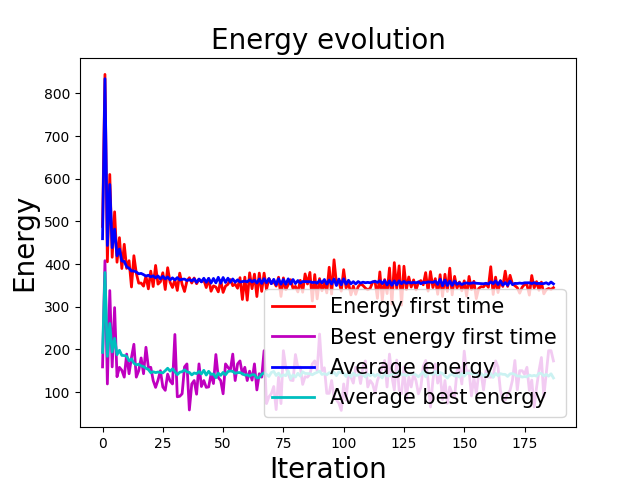 Energy evolution
Energy
800
700
600
500
400
300
200
100
Energy first time
Best energy first time
Average energy
Average best energy
0
25
50
75
100
125
150
175
Iteration